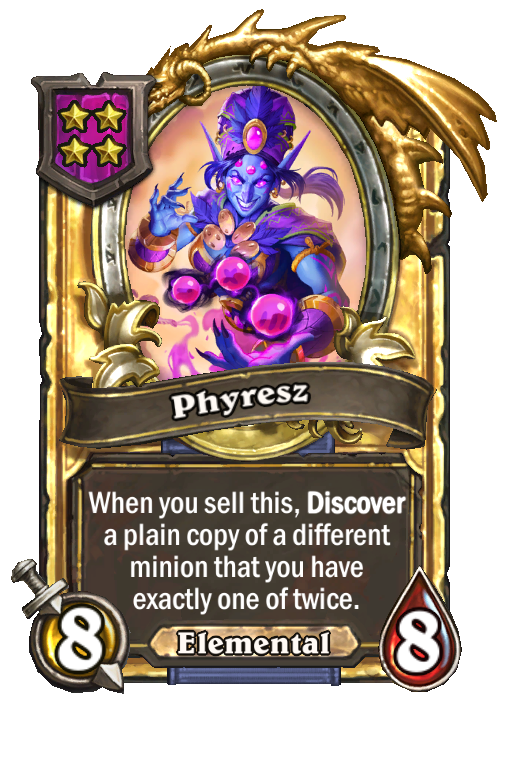 Phyresz
When you sell this, Discover
a plain copy of a different
minion that you have
exactly one of twice.
8
Elemental
8